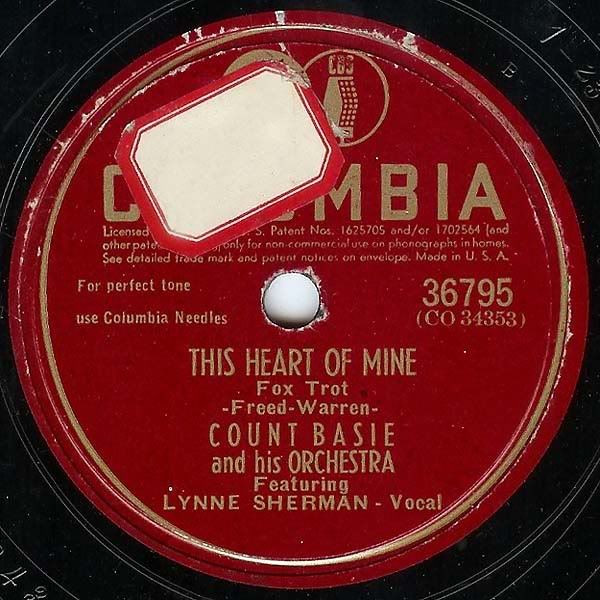 CBS
C MBIA
Licensed S. Patent Nos. 1625705 and/or 1702564 (and
other only for non-commercial use on phonographs in homes.
See detailed trade mark and patent notices on envelope. Made in U. S. A.
For perfect tone
use Columbia Needles
36795
(CO 34353)
THIS HEART OF MINE
Fox Trot
-Freed-Warren-
COUNT BASIE
and his ORCHESTRA
Featuring
LYNNE SHERMAN - Vocal